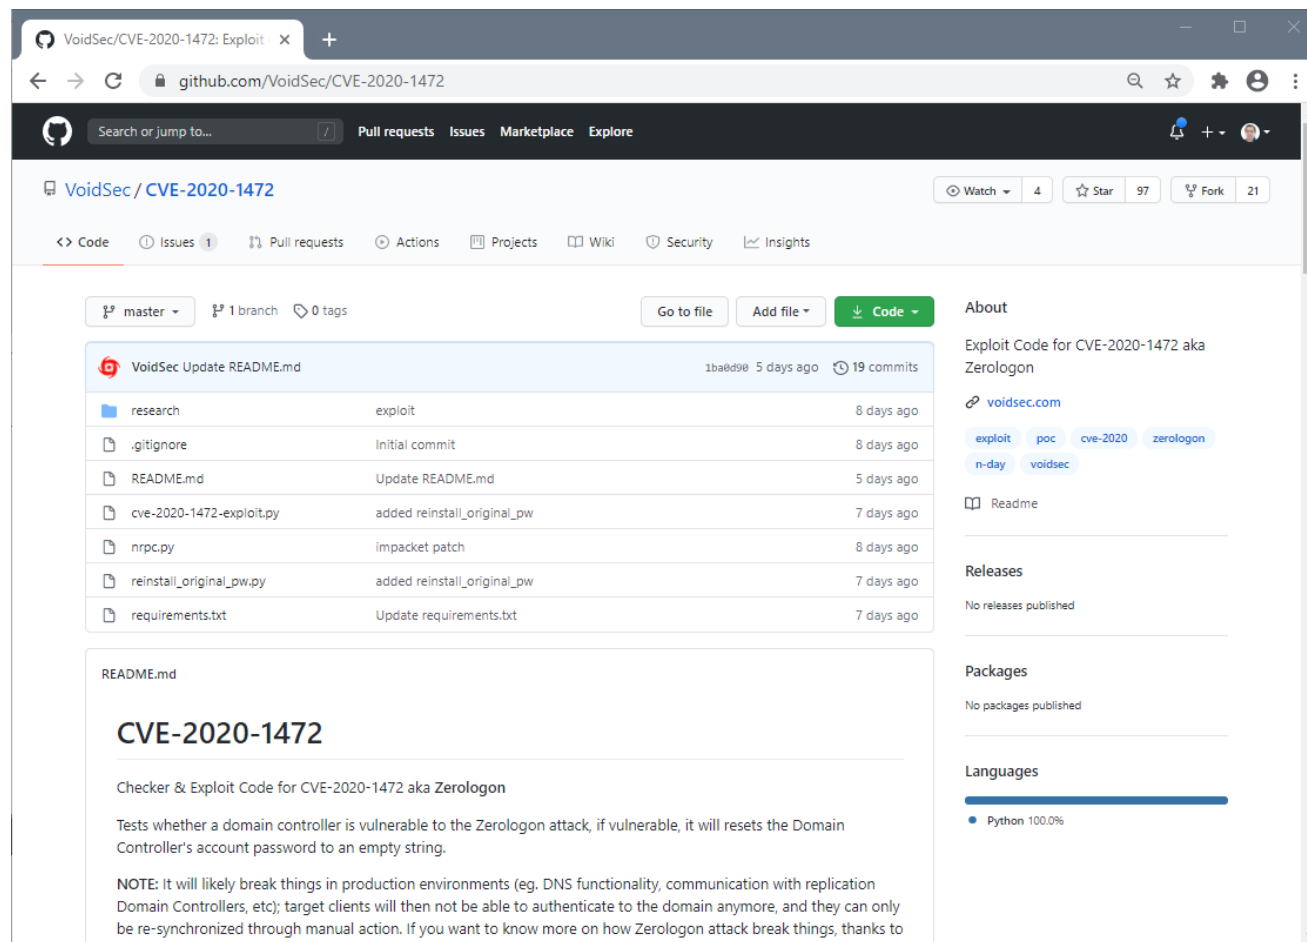 VoidSec/CVE-2020-1472: Exploit
github.com/VoidSec/CVE-2020-1472
Search or jump to... / Pull requests Issues Marketplace Explore
VoidSec / CVE-2020-1472 Watch 4 Star 97 Fork 21
<> Code Issues 1 Pull requests Actions Projects Wiki Security Insights
master 1 branch 0 tags Go to file Add file Code
VoidSec Update README.md 1ba0d90 5 days ago 19 commits
research exploit 8 days ago
.gitignore Initial commit 8 days ago
README.md Update README.md 5 days ago
cve-2020-1472-exploit.py added reinstall_original_pw 7 days ago
nrpc.py impacket patch 8 days ago
reinstall_original_pw.py added reinstall_original_pw 7 days ago
requirements.txt Update requirements.txt 7 days ago
README.md
CVE-2020-1472
Checker & Exploit Code for CVE-2020-1472 aka Zerologon
Tests whether a domain controller is vulnerable to the Zerologon attack, if vulnerable, it will resets the Domain
Controller's account password to an empty string.
NOTE: It will likely break things in production environments (eg. DNS functionality, communication with replication
Domain Controllers, etc); target clients will then not be able to authenticate to the domain anymore, and they can only
be re-synchronized through manual action. If you want to know more on how Zerologon attack break things, thanks to
About
Exploit Code for CVE-2020-1472 aka
Zerologon
voidsec.com
exploit poc cve-2020 zerologon
n-day voidsec
Readme
Releases
No releases published
Packages
No packages published
Languages
Python 100.0%